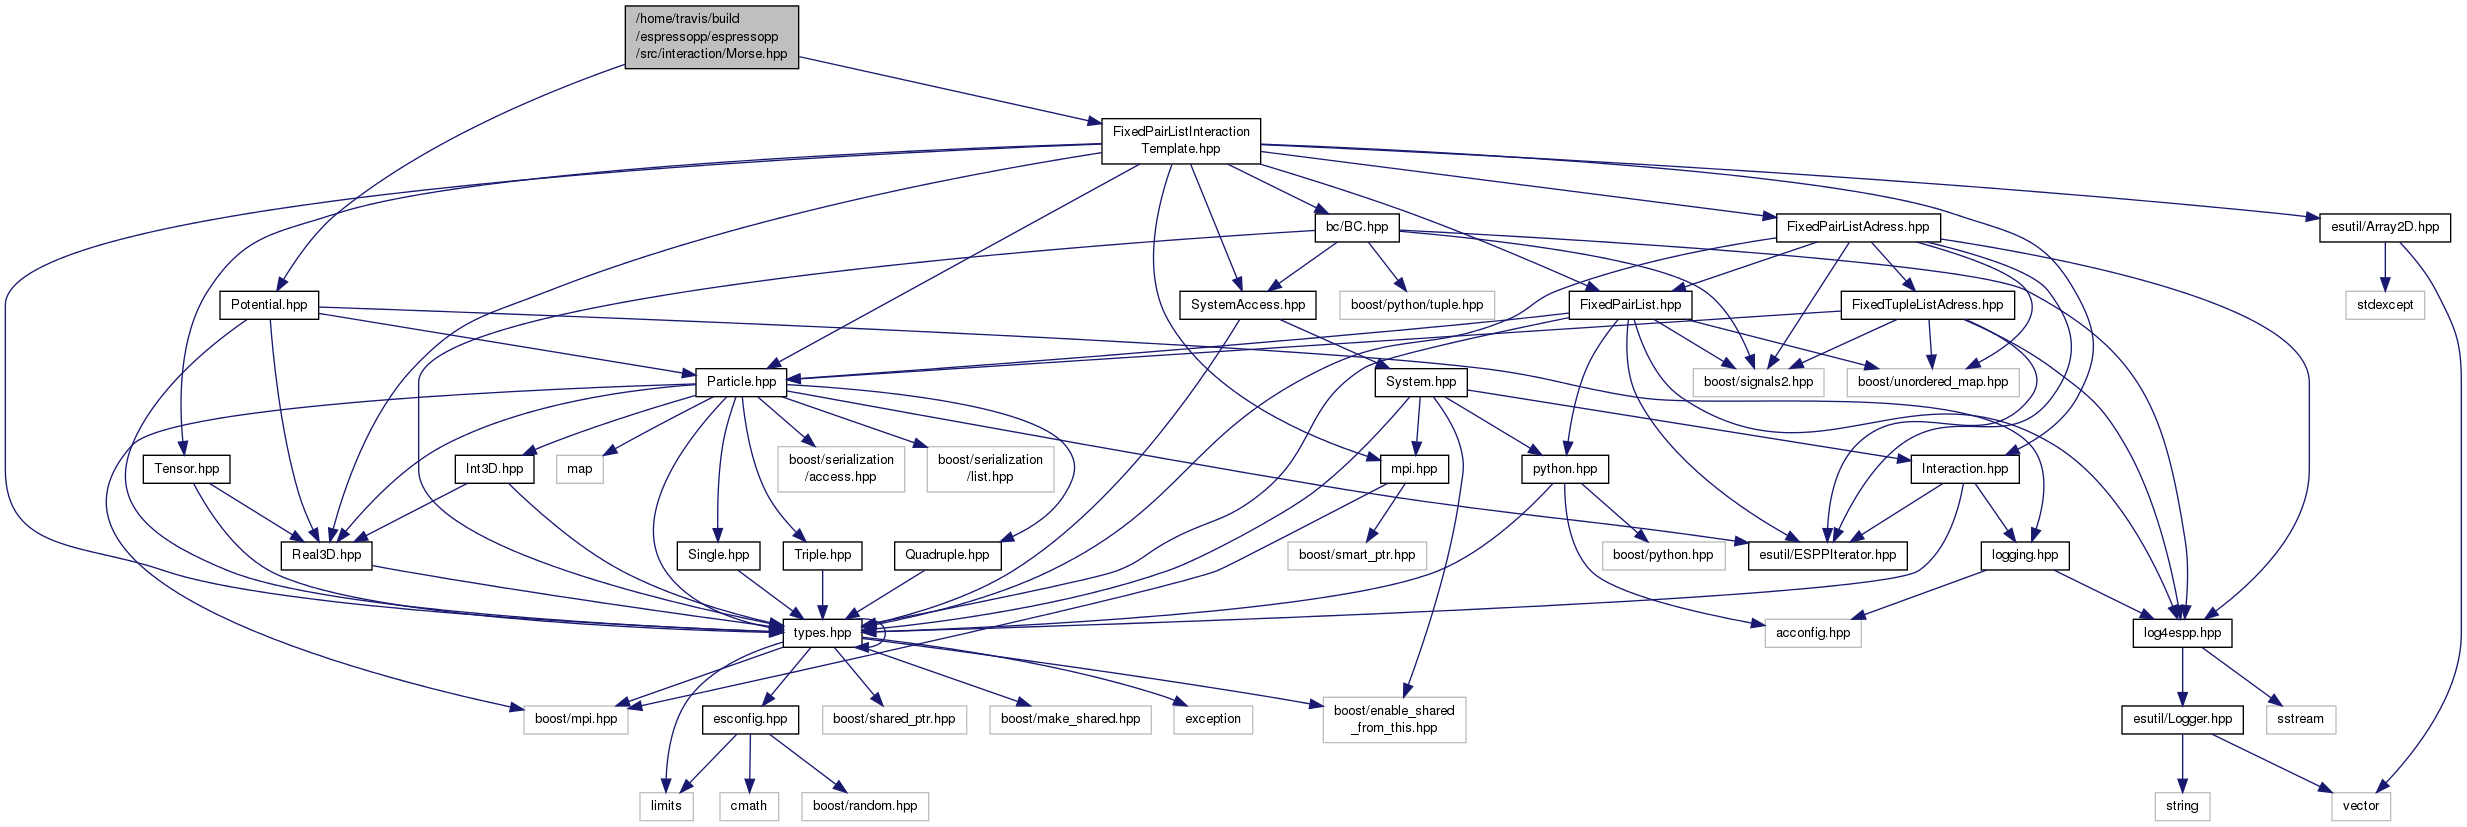 /home/travis/build
/espressopp/espressopp
/src/interaction/Morse.hpp
FixedPairListInteraction
Template.hpp
bc/BC.hpp
FixedPairListAdress.hpp
esutil/Array2D.hpp
Potential.hpp
SystemAccess.hpp
boost/python/tuple.hpp
FixedPairList.hpp
FixedTupleListAdress.hpp
stdexcept
Particle.hpp
System.hpp
boost/signals2.hpp
boost/unordered_map.hpp
Tensor.hpp
Int3D.hpp
map
boost/serialization
/access.hpp
boost/serialization
/list.hpp
mpi.hpp
python.hpp
Interaction.hpp
Real3D.hpp
Single.hpp
Triple.hpp
Quadruple.hpp
boost/smart_ptr.hpp
boost/python.hpp
esutil/ESPPIterator.hpp
logging.hpp
types.hpp
acconfig.hpp
log4espp.hpp
boost/mpi.hpp
esconfig.hpp
boost/shared_ptr.hpp
boost/make_shared.hpp
exception
boost/enable_shared
_from_this.hpp
esutil/Logger.hpp
sstream
limits
cmath
boost/random.hpp
string
vector